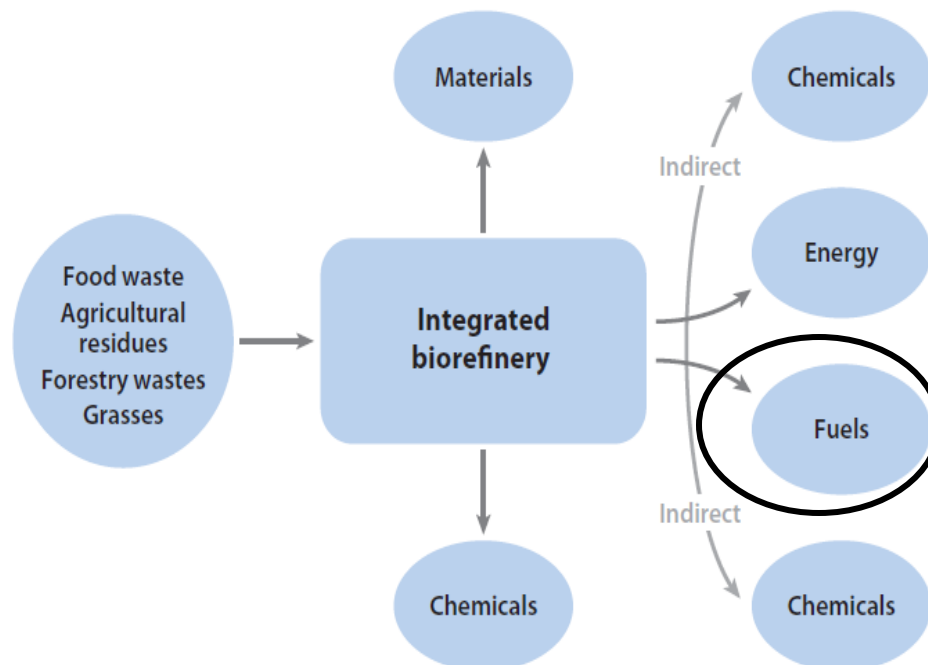 Materials
Chemicals
Indirect
Energy
Food waste
Agricultural
residues
Forestry wastes
Grasses
Integrated
biorefinery
Fuels
Indirect
Chemicals
Chemicals